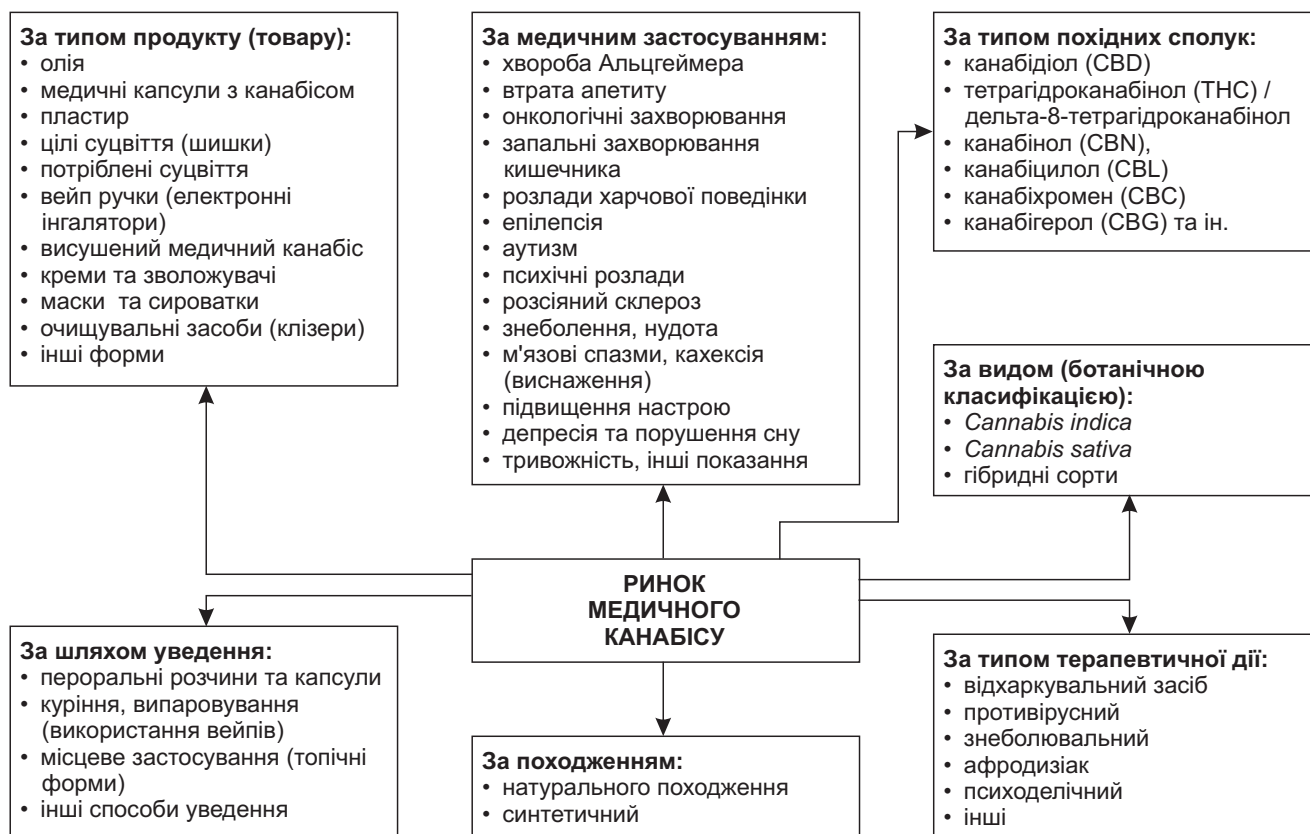 За типом продукту (товару):
• олія
• медичні капсули з канабісом
• пластир
• цілі суцвіття (шишки)
• потріблені суцвіття
• вейп ручки (електронні
інгалятори)
• висушений медичний канабіс
• креми та зволожувачі
• маски та сироватки
• очищувальні засоби (клізери)
• інші форми
За медичним застосуванням:
• хвороба Альцгеймера
• втрата апетиту
• онкологічні захворювання
• запальні захворювання
кишечника
• розлади харчової поведінки
• епілепсія
• аутизм
• психічні розлади
• розсіяний склероз
• знеболення, нудота
• м'язові спазми, кахексія
(виснаження)
• підвищення настрою
• депресія та порушення сну
• тривожність, інші показання
За типом похідних сполук:
• канабідіол (CBD)
• тетрагідроканабінол (THC) /
дельта-8-тетрагідроканабінол
• канабінол (CBN),
• канабіцилол (CBL)
• канабіхромен (CBC)
• канабігерол (CBG) та ін.
За видом (ботанічною
класифікацією):
• Cannabis indica
• Cannabis sativa
• гібридні сорти
РИНОК
МЕДИЧНОГО
КАНАБІСУ
За шляхом уведення:
• пероральні розчини та капсули
• куріння, випаровування
(використання вейпів)
• місцеве застосування (топічні
форми)
• інші способи уведення
За походженням:
• натурального походження
• синтетичний
За типом терапевтичної дії:
• відхаркувальний засіб
• противірусний
• знеболювальний
• афродизіак
• психоделічний
• інші